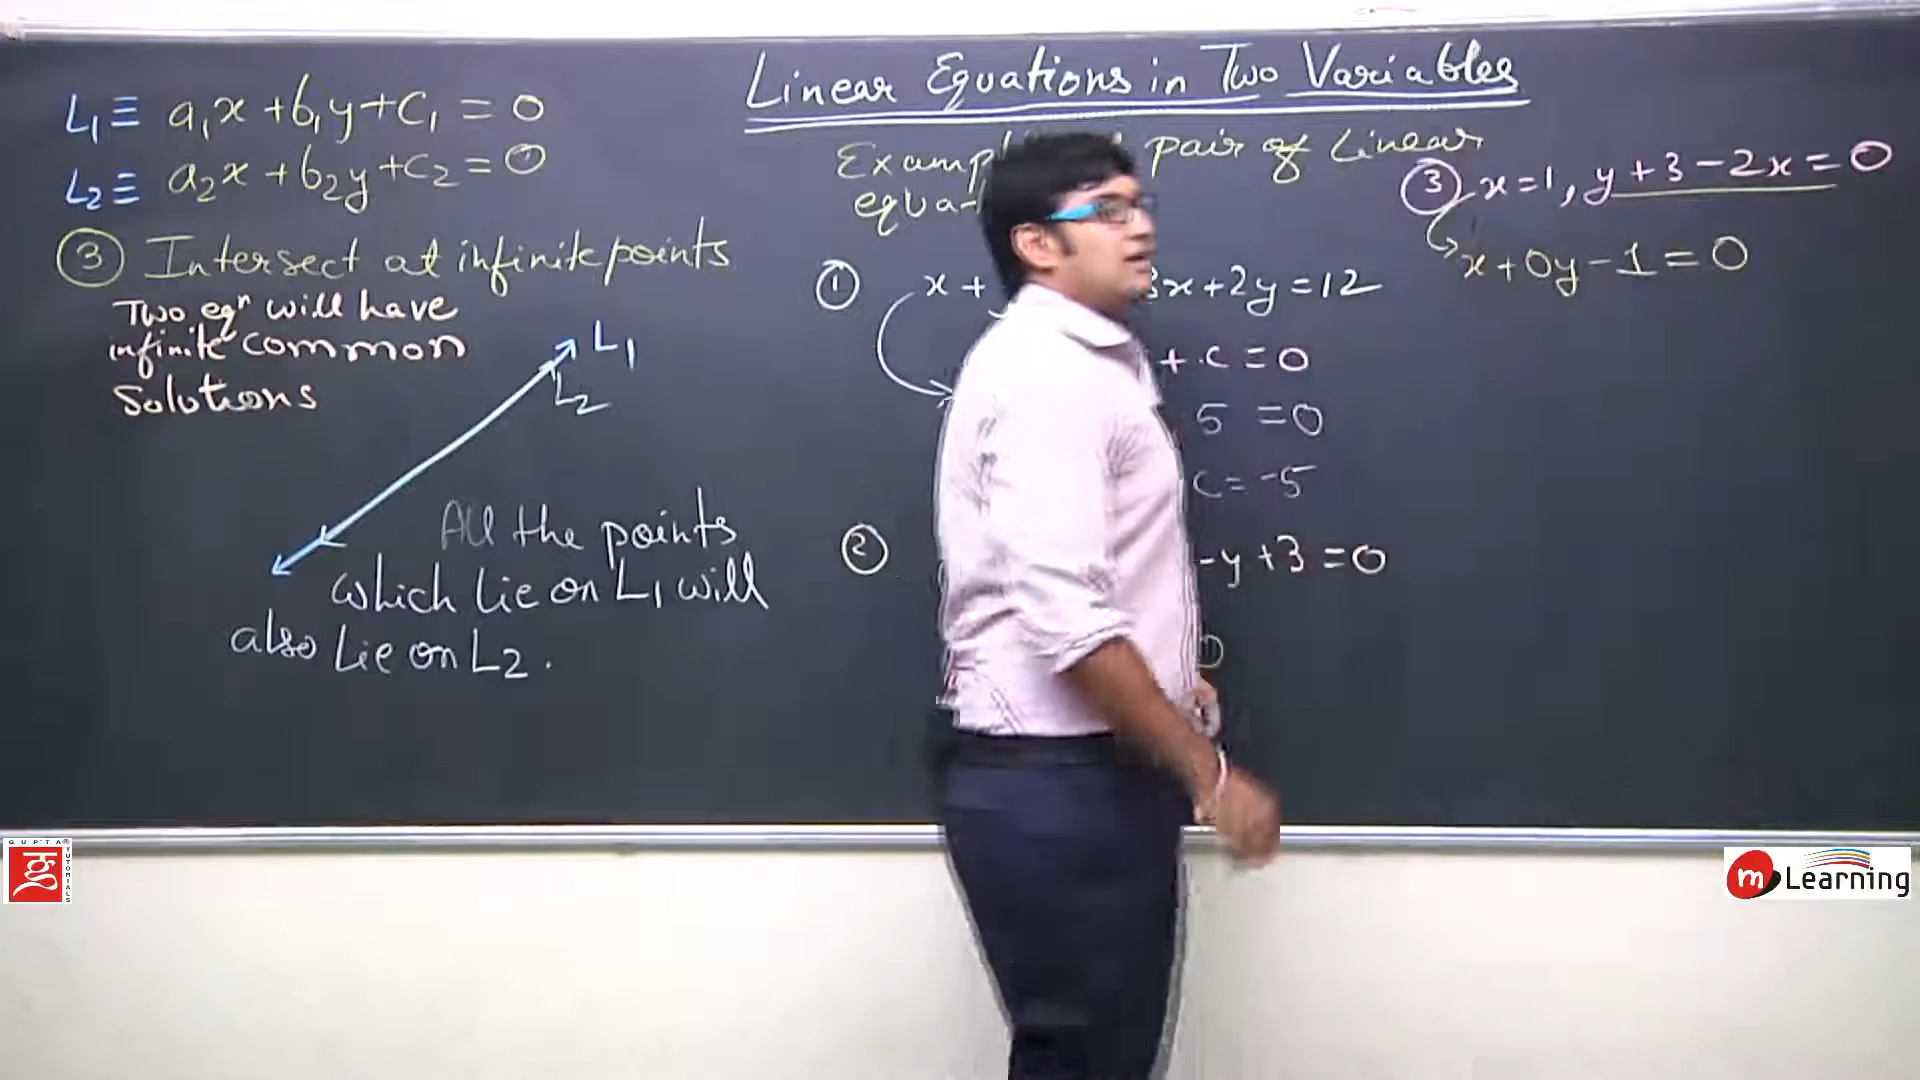 Linear Equations in Two Variables
L1 ≡ a1x + b1y + c1 = 0
L2 ≡ a2x + b2y + c2 = 0
③ Intersect at infinite points
Two eqn will have
infinite common
Solutions
L1
L2
All the points
which lie on L1 will
also lie on L2.
pair of Linear
① x + 3x + 2y = 12
+ c = 0
5 = 0
c = -5
② - y + 3 = 0
③ x = 1, y + 3 - 2x = 0
x + 0y - 1 = 0
GUPTA
TUTORIALS
m Learning